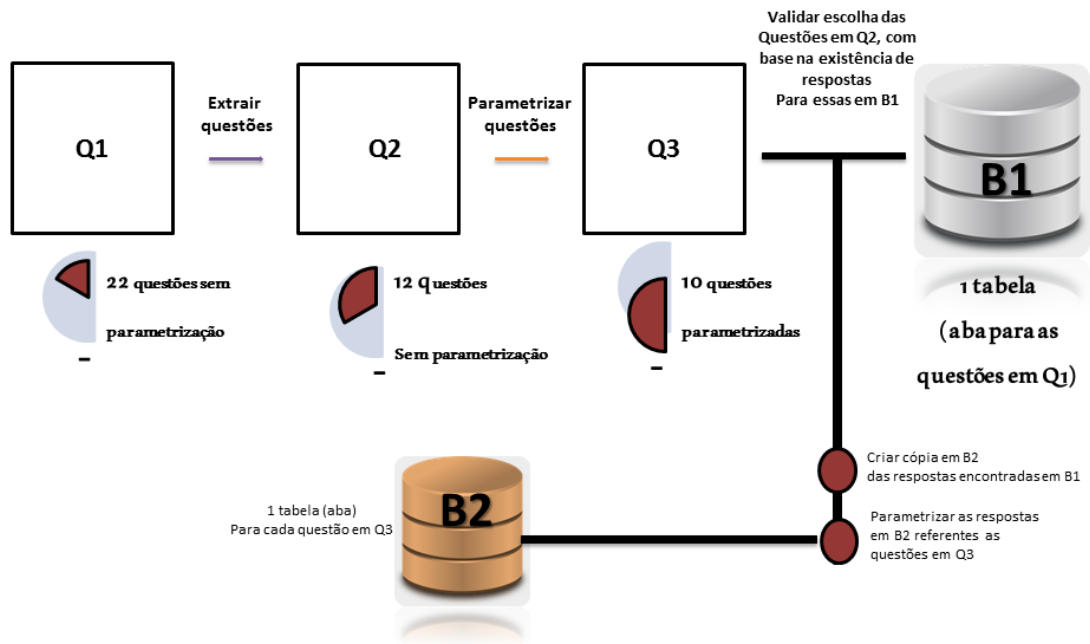 Validar escolha das
Questões em Q2, com
base na existência de
respostas
Para essas em B1
Q1
Extrair
questões
Q2
Parametrizar
questões
Q3
B1
22 questões sem
parametrização
-
12 Questões
Sem parametrização
-
10 questões
parametrizadas
-
1 tabela
(aba para as
questões em Q1)
Criar cópia em B2
das respostas encontradas em B1
1 tabela (aba)
Para cada questão em Q3
B2
Parametrizar as respostas
em B2 referentes as
questões em Q3